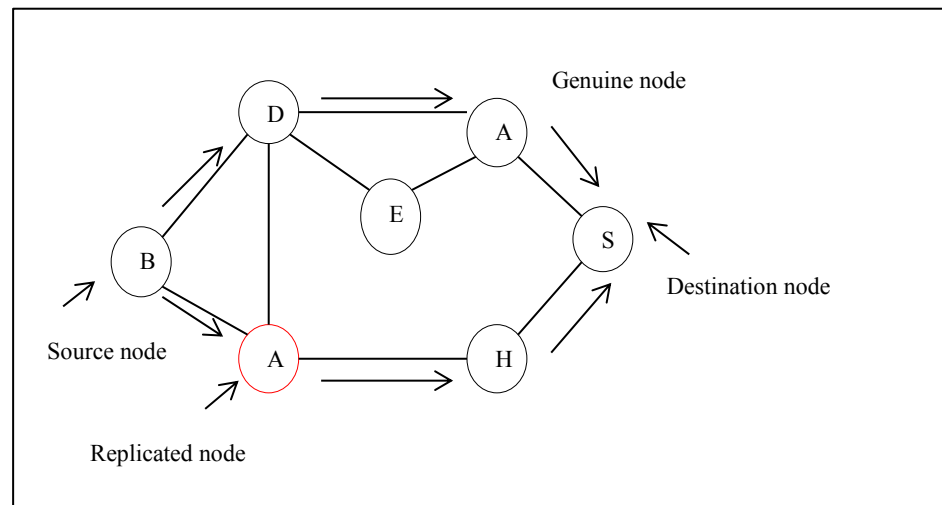 Genuine node
D
A
E
S
B
Destination node
Source node
A
H
Replicated node